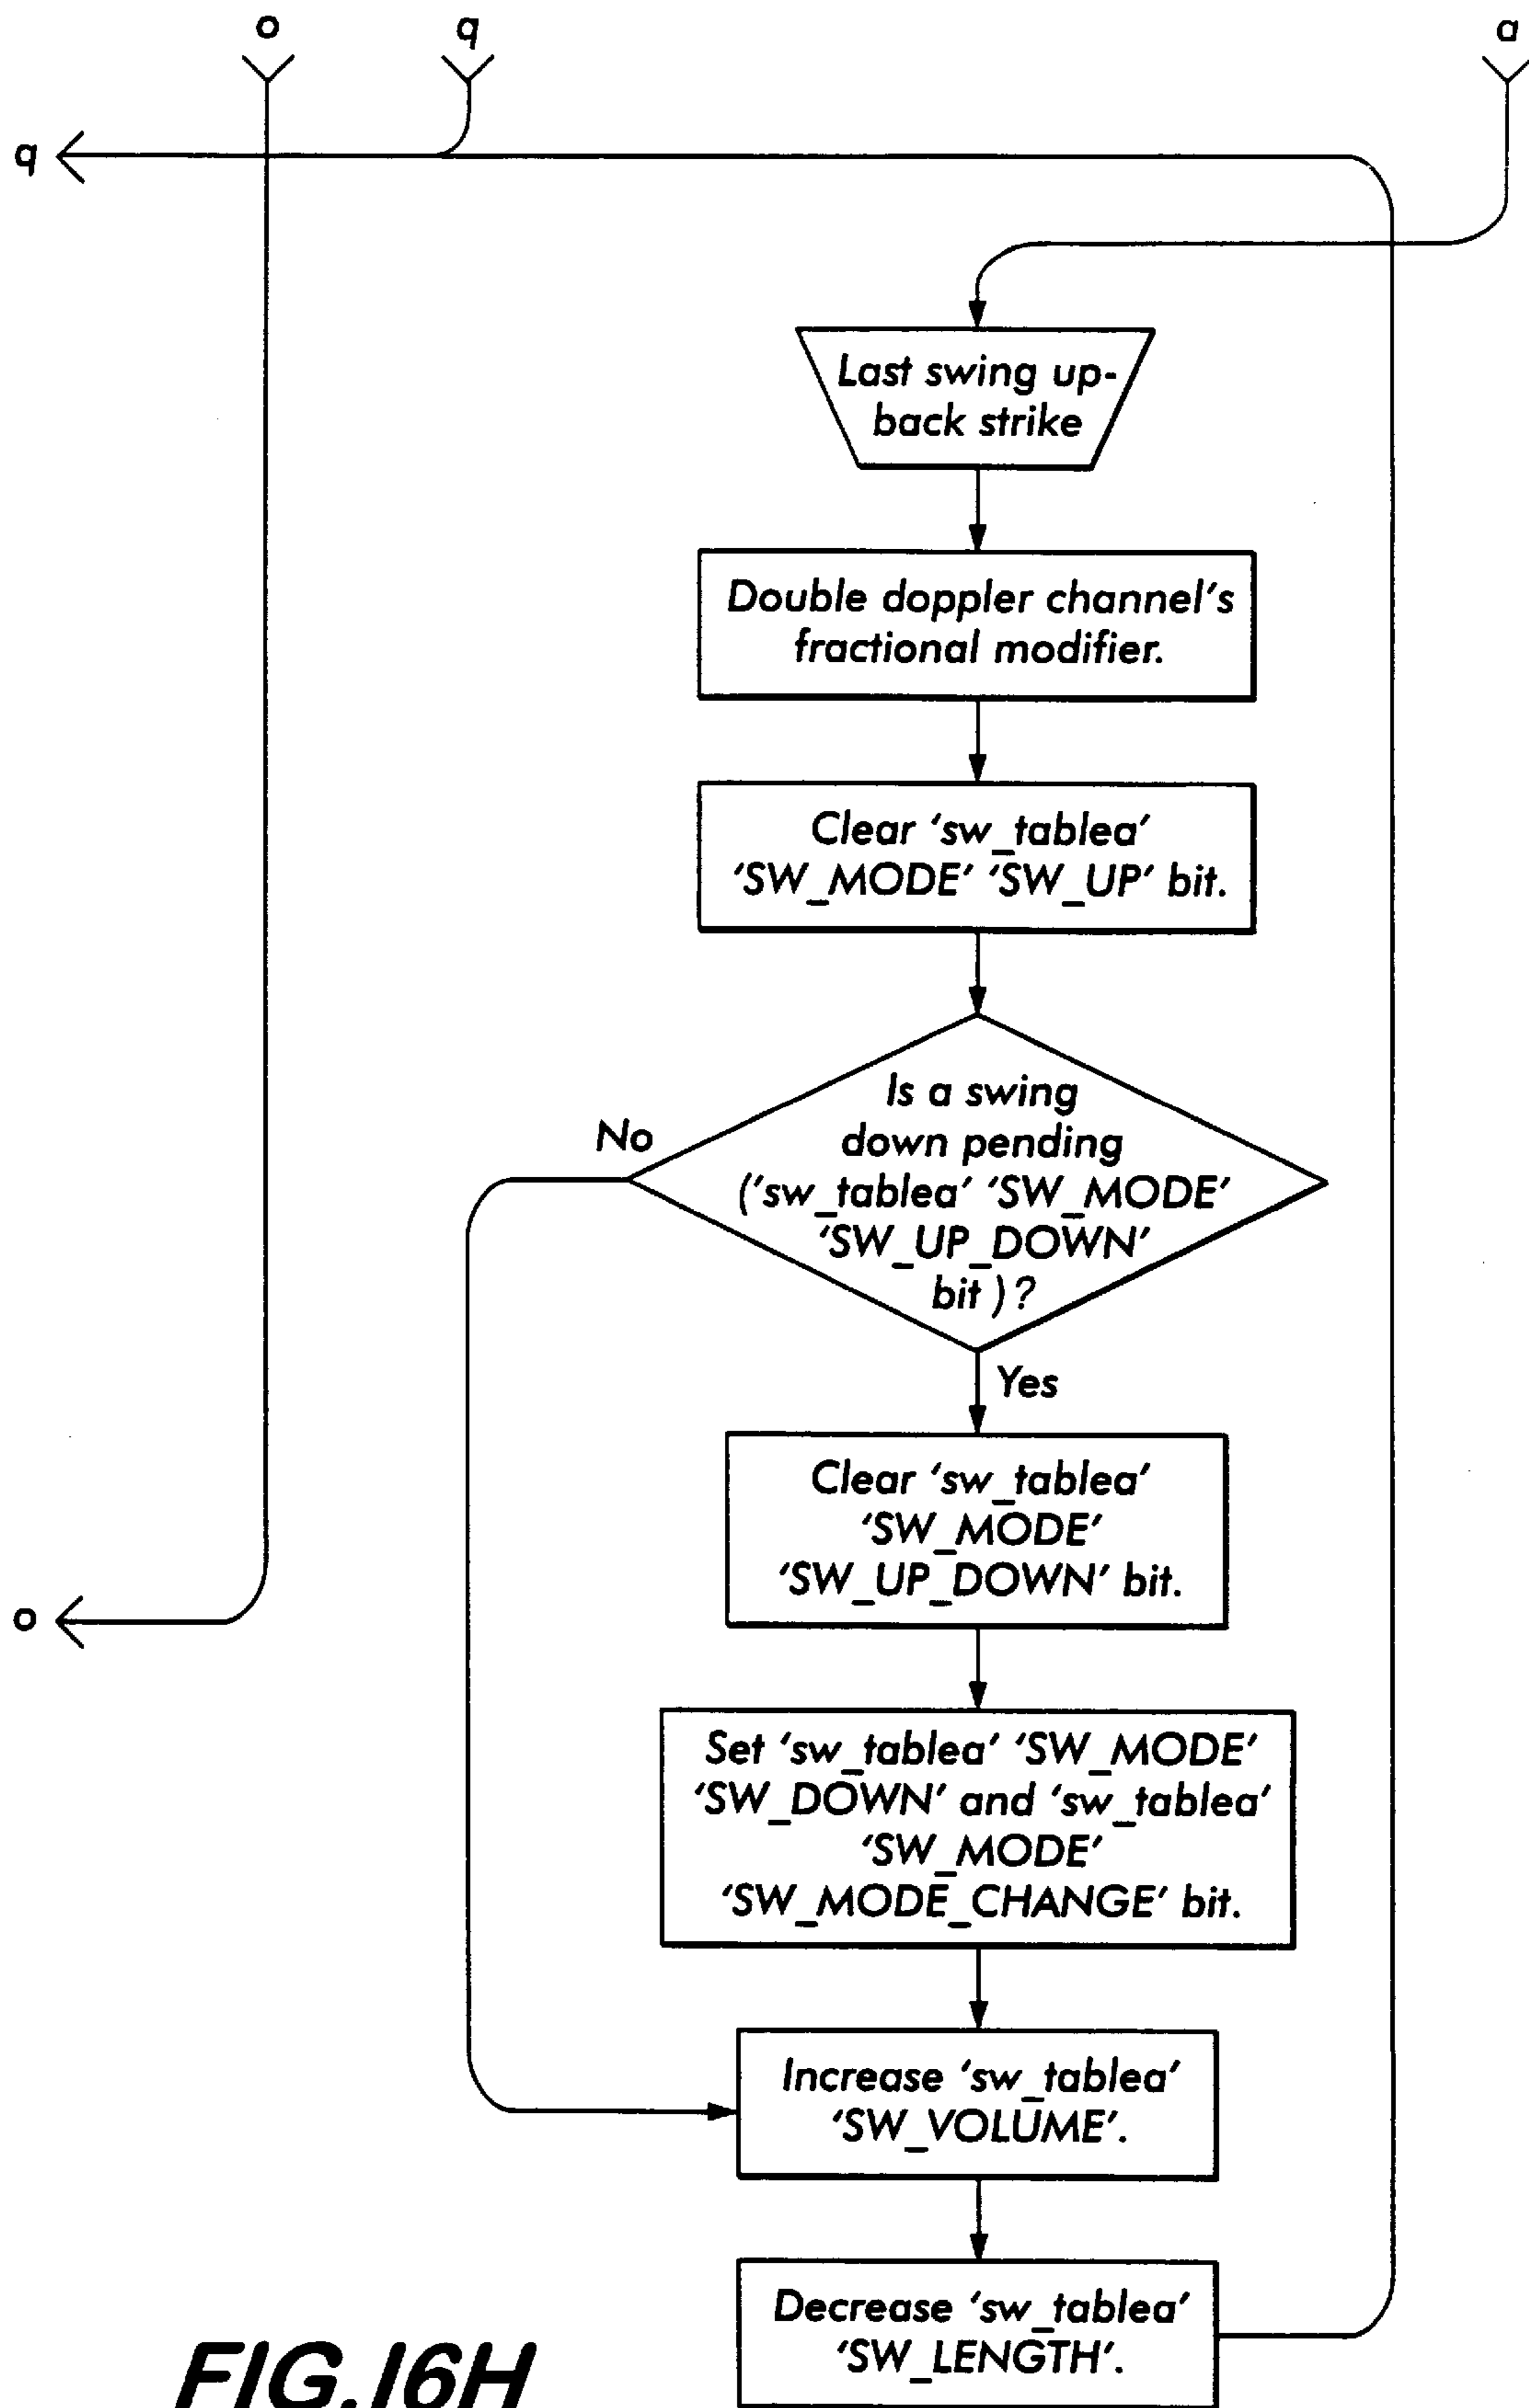 o
q
a
q
Last swing up-
back strike
Double doppler channel's
fractional modifier.
Clear 'sw_tablea'
'SW_MODE' 'SW_UP' bit.
Is a swing
down pending
('sw_tablea' 'SW_MODE'
'SW_UP_DOWN'
bit )?
No
Yes
Clear 'sw_tablea'
'SW_MODE'
'SW_UP_DOWN' bit.
o
Set 'sw_tablea' 'SW_MODE'
'SW_DOWN' and 'sw_tablea'
'SW_MODE'
'SW_MODE_CHANGE' bit.
Increase 'sw_tablea'
'SW_VOLUME'.
Decrease 'sw_tablea'
'SW_LENGTH'.
FIG.16H